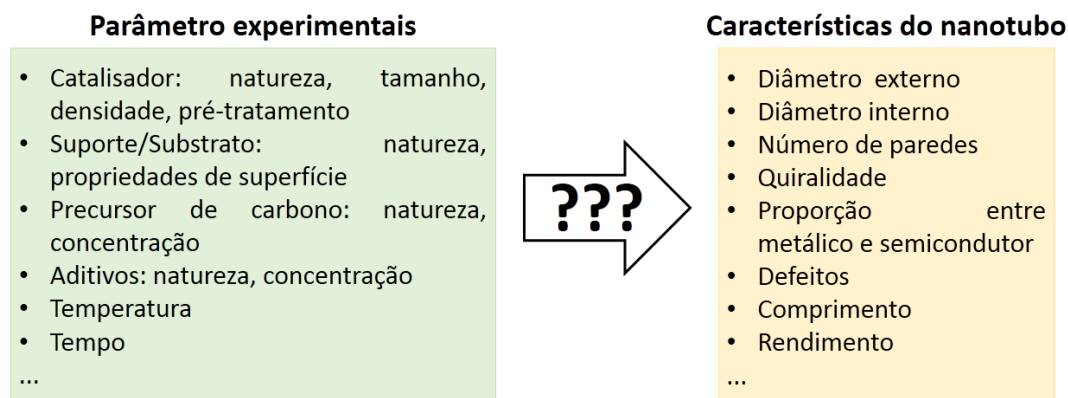 Parâmetro experimentais
• Catalisador: natureza, tamanho,
densidade, pré-tratamento
• Suporte/Substrato: natureza,
propriedades de superfície
• Precursor de carbono: natureza,
concentração
• Aditivos: natureza, concentração
• Temperatura
• Tempo
...
???
Características do nanotubo
• Diâmetro externo
• Diâmetro interno
• Número de paredes
• Quiralidade
• Proporção entre
metálico e semicondutor
• Defeitos
• Comprimento
• Rendimento
...